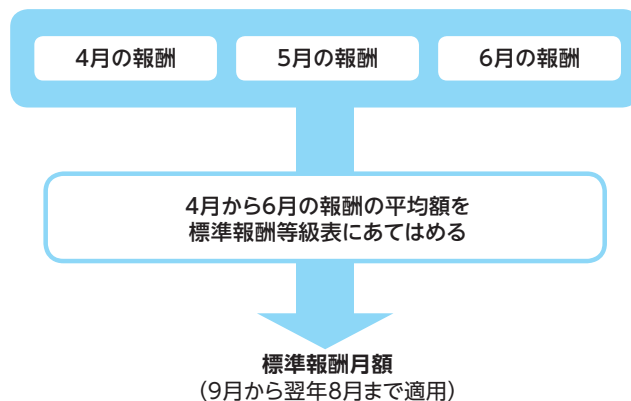 4月の報酬
5月の報酬
6月の報酬
4月から6月の報酬の平均額を
標準報酬等級表にあてはめる
標準報酬月額
（9月から翌年8月まで適用）